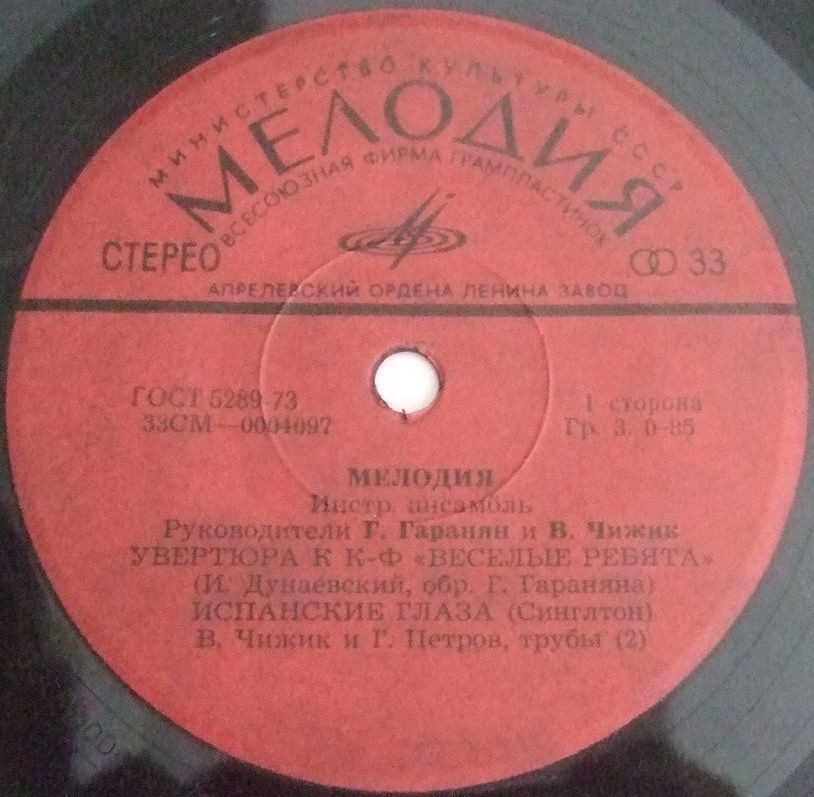 МИНИСТЕРСТВО КУЛЬТУРЫ СССР
МЕЛОДИЯ
ВСЕСОЮЗНАЯ ФИРМА ГРАМПЛАСТИНОК
СТЕРЕО 33
АПРЕЛЕВСКИЙ ОРДЕНА ЛЕНИНА ЗАВОД
ГОСТ 5289-73 1 сторона
33СМ—0004097 Гр. 3. 0-85
МЕЛОДИЯ
Инстр. ансамбль
Руководители Г. Гаранян и В. Чижик
УВЕРТЮРА К К-Ф «ВЕСЕЛЫЕ РЕБЯТА»
(И. Дунаевский, обр. Г. Гараняна)
ИСПАНСКИЕ ГЛАЗА (Синглтон)
В. Чижик и Г. Петров, трубы (2)